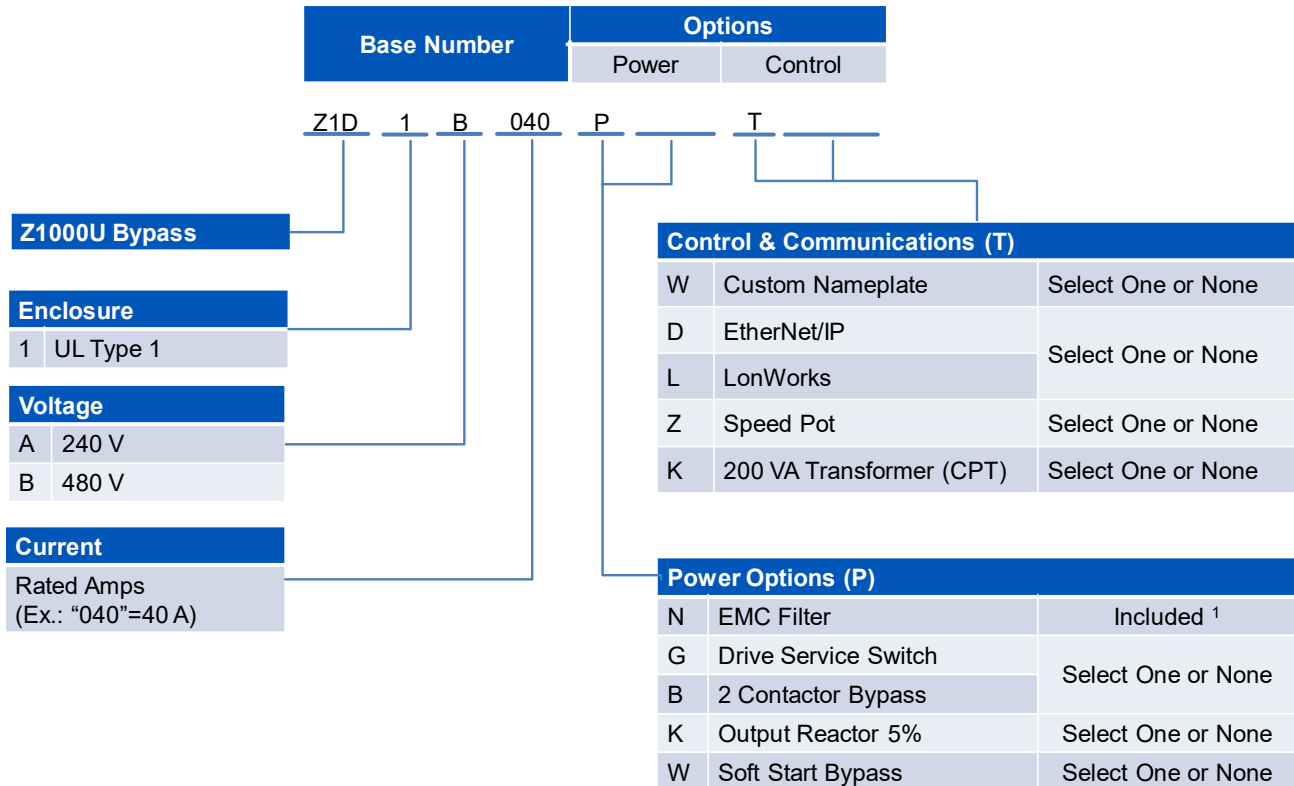 Base Number
Options
Power Control
Z1D 1 B 040 P T
Z1000U Bypass
Enclosure
1 UL Type 1
Voltage
A 240 V
B 480 V
Current
Rated Amps
(Ex.: “040”=40 A)
Control & Communications (T)
W Custom Nameplate Select One or None
D EtherNet/IP
Select One or None
L LonWorks
Z Speed Pot Select One or None
K 200 VA Transformer (CPT) Select One or None
Power Options (P)
N EMC Filter Included 1
G Drive Service Switch
Select One or None
B 2 Contactor Bypass
K Output Reactor 5% Select One or None
W Soft Start Bypass Select One or None